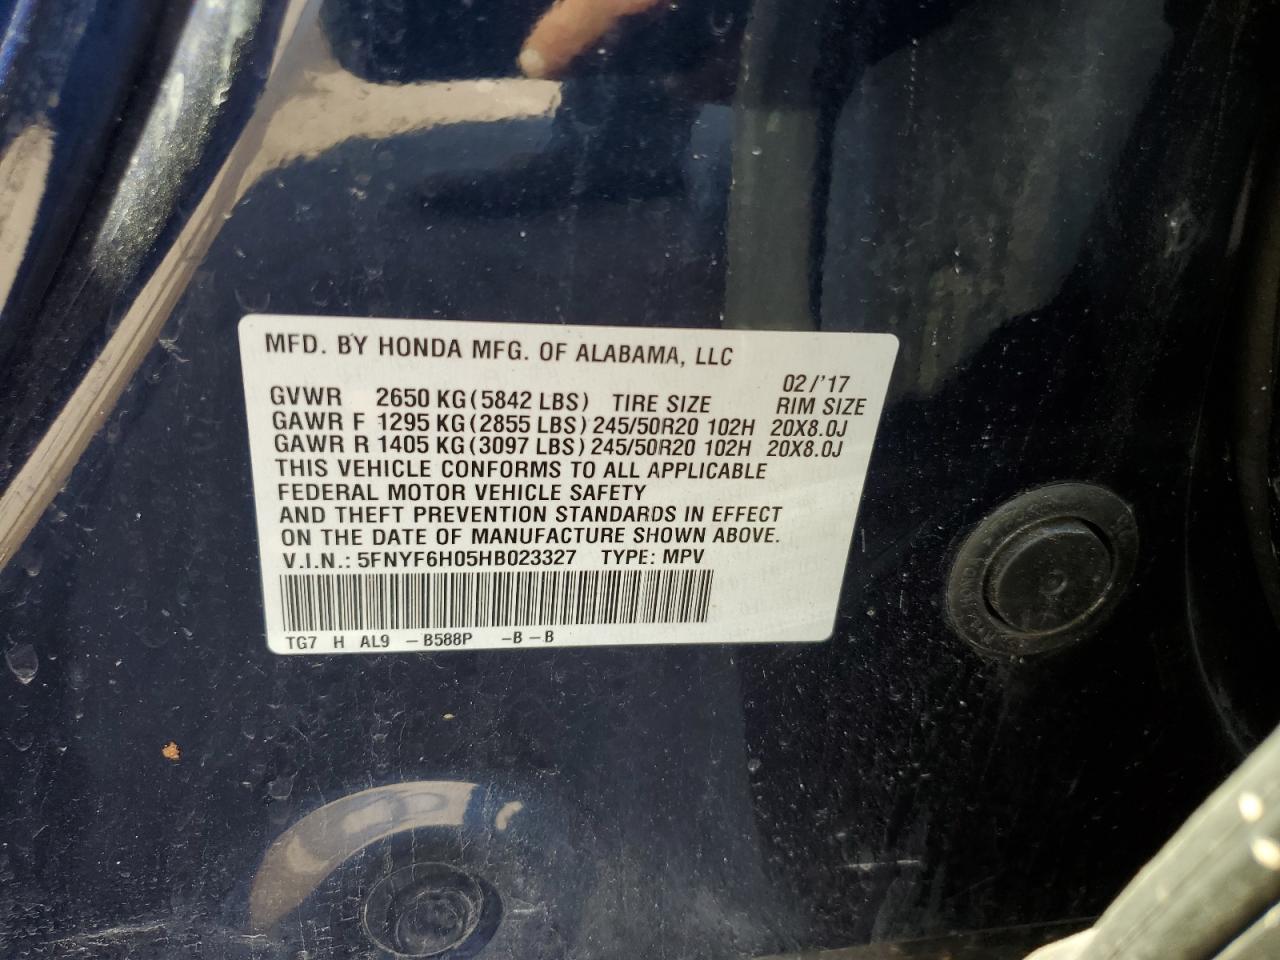 MFD. BY HONDA MFG. OF ALABAMA, LLC
02/'17
GVWR 2650 KG (5842 LBS) TIRE SIZE RIM SIZE
GAWR F 1295 KG (2855 LBS) 245/50R20 102H 20X8.0J
GAWR R 1405 KG (3097 LBS) 245/50R20 102H 20X8.0J
THIS VEHICLE CONFORMS TO ALL APPLICABLE
FEDERAL MOTOR VEHICLE SAFETY
AND THEFT PREVENTION STANDARDS IN EFFECT
ON THE DATE OF MANUFACTURE SHOWN ABOVE.
V.I.N.: 5FNYF6H05HB023327 TYPE: MPV
TG7 H AL9 -B588P -B-B